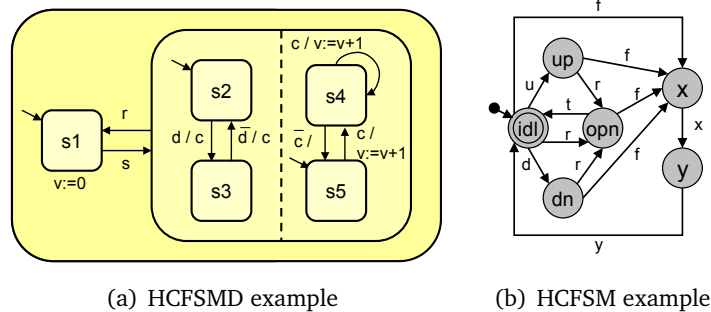 c / v:=v+1
s2
s4
r
s1
s
d / c
d̅ / c
c̅ /
c /
v:=v+1
v:=0
s3
s5
(a) HCFSMD example
f
up
f
u
r
x
t
f
idl
opn
r
x
d
r
f
y
dn
y
(b) HCFSM example